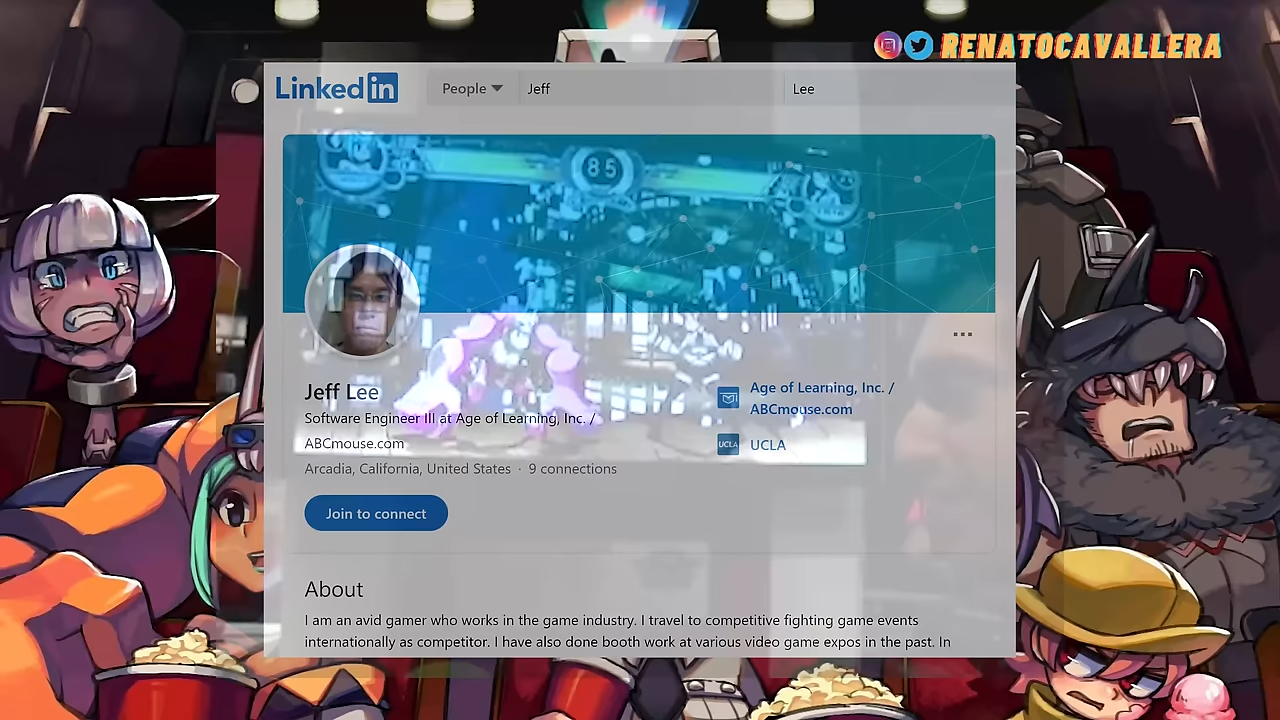 RENATOCAVALLERA
LinkedIn People Jeff Lee
85
Jeff Lee
Software Engineer III at Age of Learning, Inc. /
ABCmouse.com
Arcadia, California, United States · 9 connections
Age of Learning, Inc. /
ABCmouse.com
UCLA UCLA
Join to connect
About
I am an avid gamer who works in the game industry. I travel to competitive fighting game events
internationally as competitor. I have also done booth work at various video game expos in the past. In